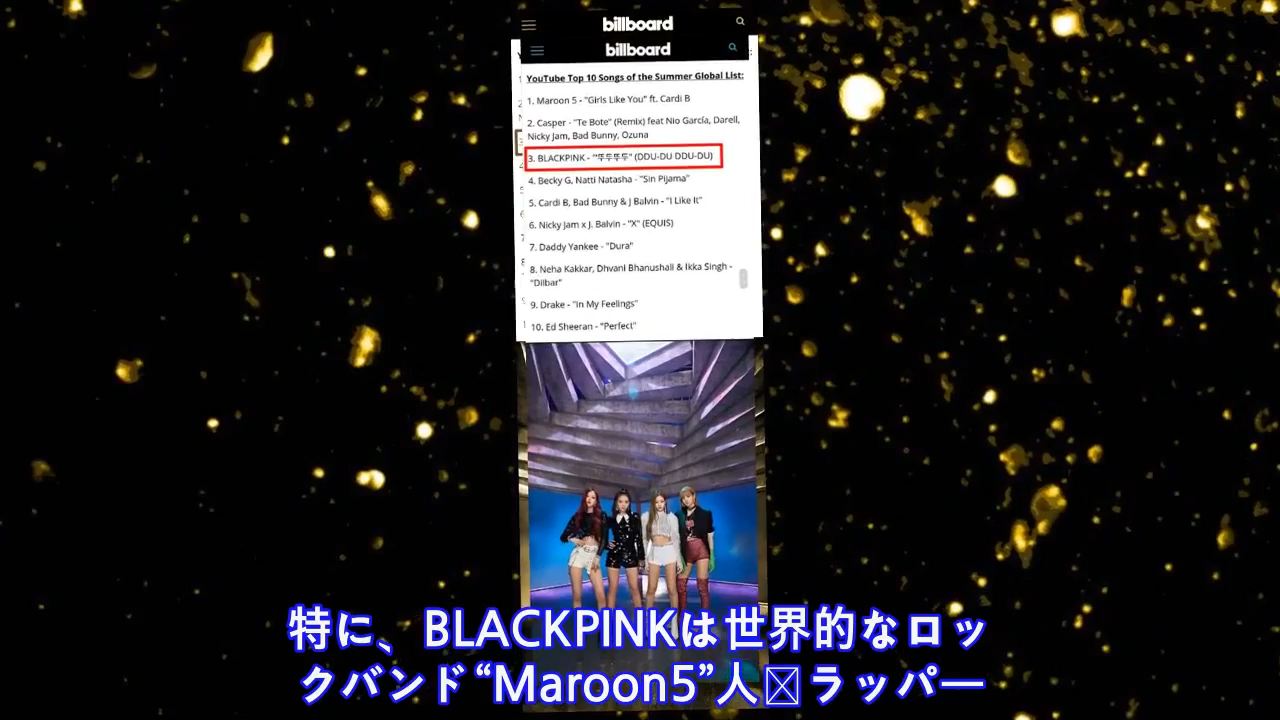 billboard
billboard
YouTube Top 10 Songs of the Summer Global List:
1. Maroon 5 - "Girls Like You" ft. Cardi B
2. Casper - "Te Bote" (Remix) feat Nio García, Darell,
Nicky Jam, Bad Bunny, Ozuna
3. BLACKPINK - "뚜두뚜두" (DDU-DU DDU-DU)
4. Becky G, Natti Natasha - "Sin Pijama"
5. Cardi B, Bad Bunny & J Balvin - "I Like It"
6. Nicky Jam x J. Balvin - "X" (EQUIS)
7. Daddy Yankee - "Dura"
8. Neha Kakkar, Dhvani Bhanushali & Ikka Singh -
"Dilbar"
9. Drake - "In My Feelings"
10. Ed Sheeran - "Perfect"
特に、BLACKPINKは世界的なロッ
クバンド“Maroon5”人ラッパー